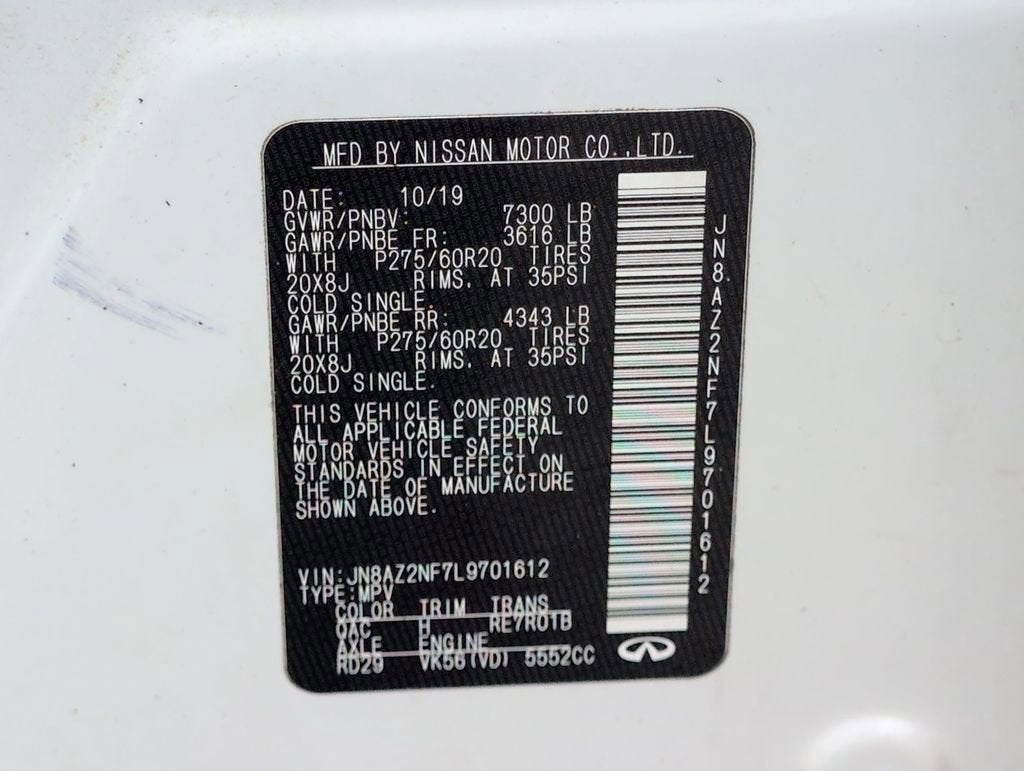 MFD BY NISSAN MOTOR CO.,LTD.
DATE: 10/19
GVWR/PNBV: 7300 LB
GAWR/PNBE FR: 3616 LB
WITH P275/60R20 TIRES
20X8J RIMS, AT 35PSI
COLD SINGLE.
GAWR/PNBE RR: 4343 LB
WITH P275/60R20 TIRES
20X8J RIMS, AT 35PSI
COLD SINGLE.
THIS VEHICLE CONFORMS TO
ALL APPLICABLE FEDERAL
MOTOR VEHICLE SAFETY
STANDARDS IN EFFECT ON
THE DATE OF MANUFACTURE
SHOWN ABOVE.
VIN:JN8AZ2NF7L9701612
TYPE:MPV
COLOR TRIM TRANS
QAC H RE7R01B
AXLE ENGINE
RD29 VK56(VD) 5552CC
JN8AZ2NF7L9701612